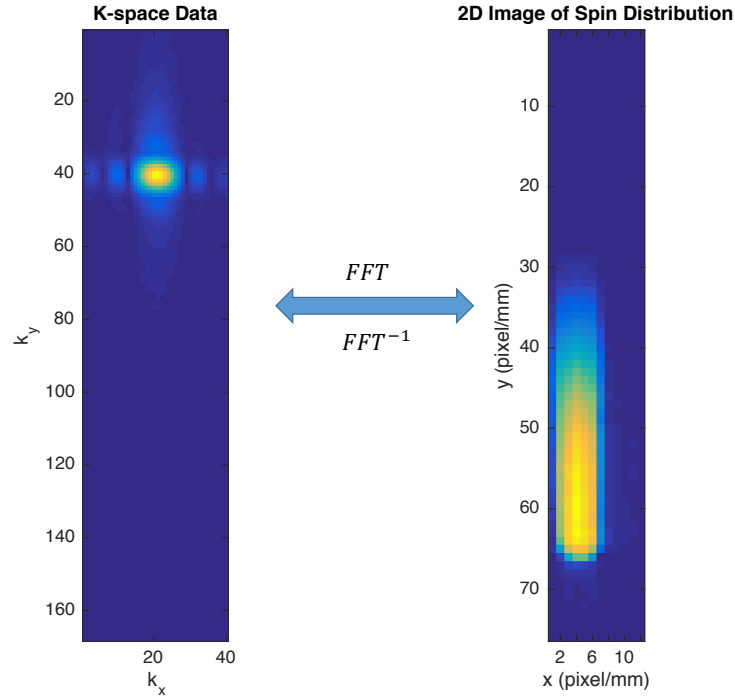 K-space Data
20
40
60
80
100
120
140
160
20 40
k_x
k_y
FFT
FFT^{-1}
2D Image of Spin Distribution
10
20
30
40
50
60
70
2 6 10
x (pixel/mm)
y (pixel/mm)